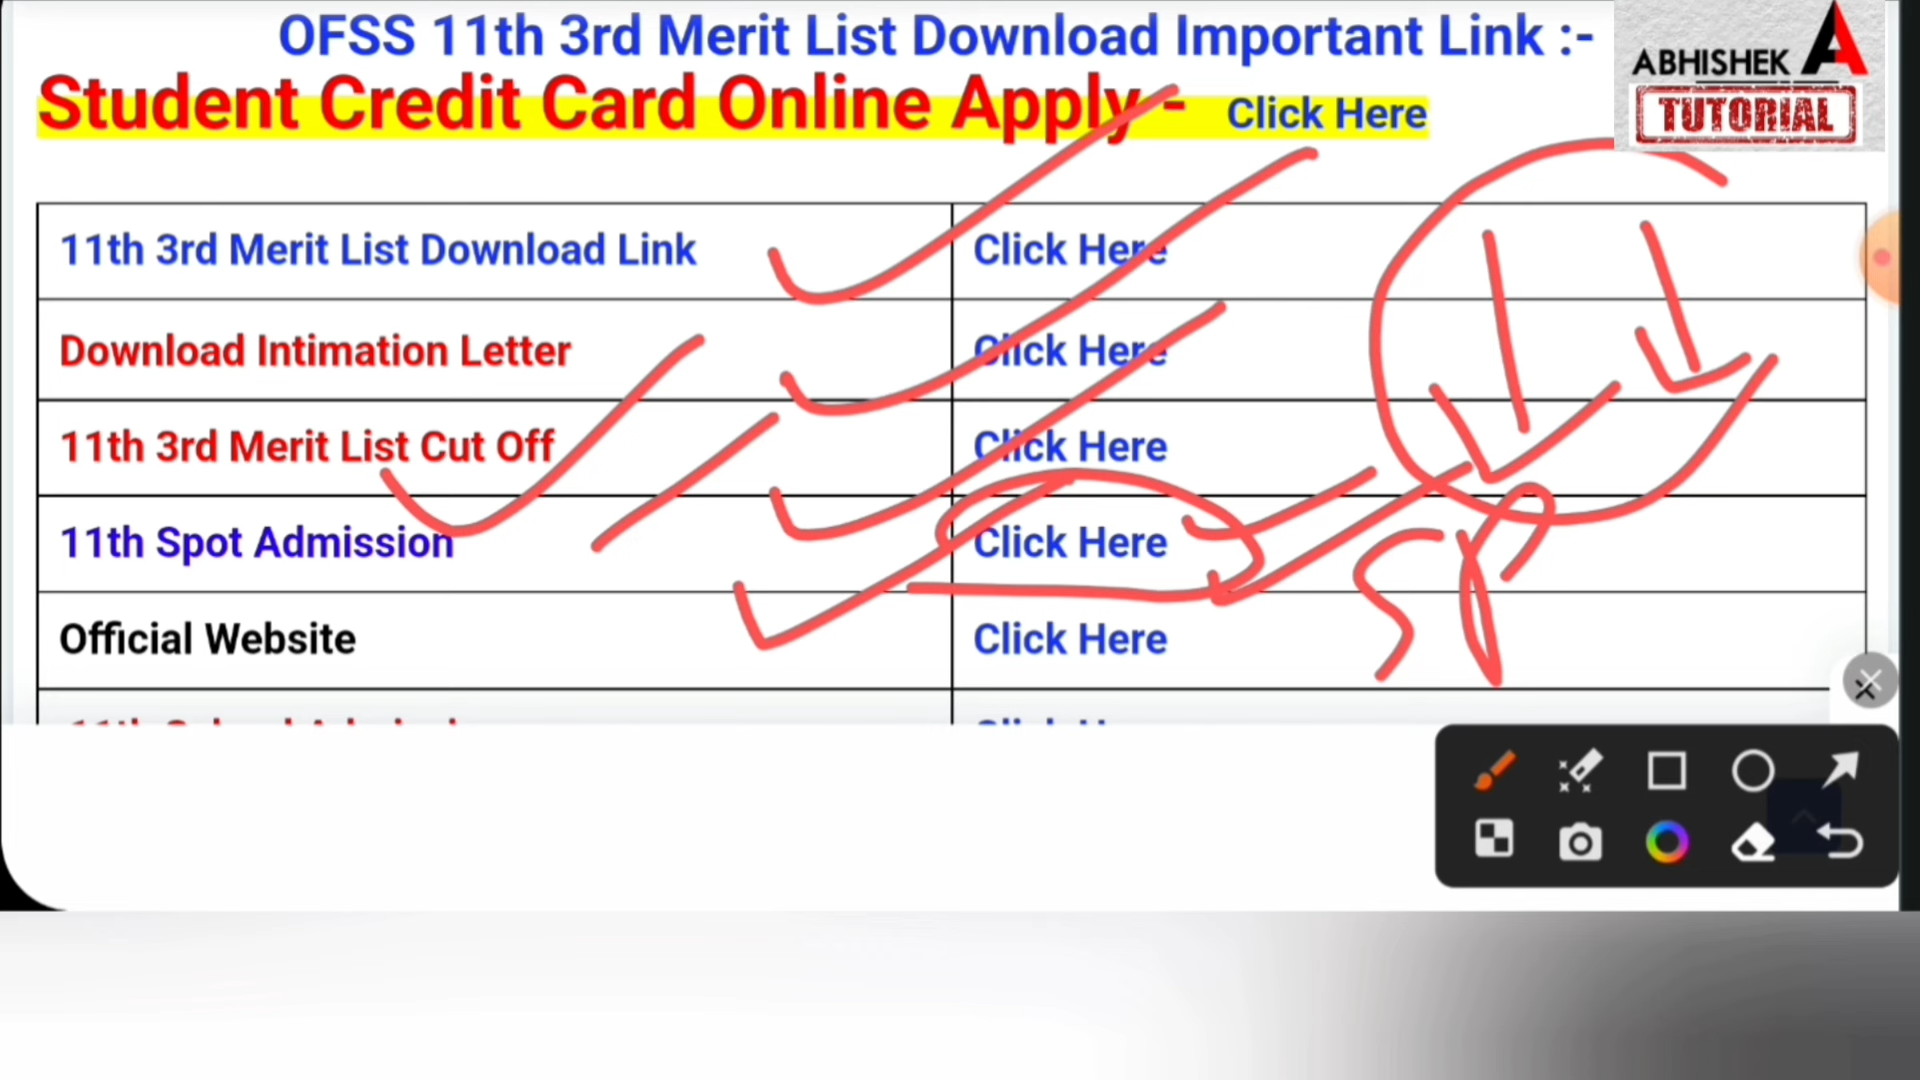 OFSS 11th 3rd Merit List Download Important Link :-
ABHISHEK A
TUTORIAL
Student Credit Card Online Apply - Click Here
11th 3rd Merit List Download Link Click Here
Download Intimation Letter Click Here
11th 3rd Merit List Cut Off Click Here
11th Spot Admission Click Here
Official Website Click Here